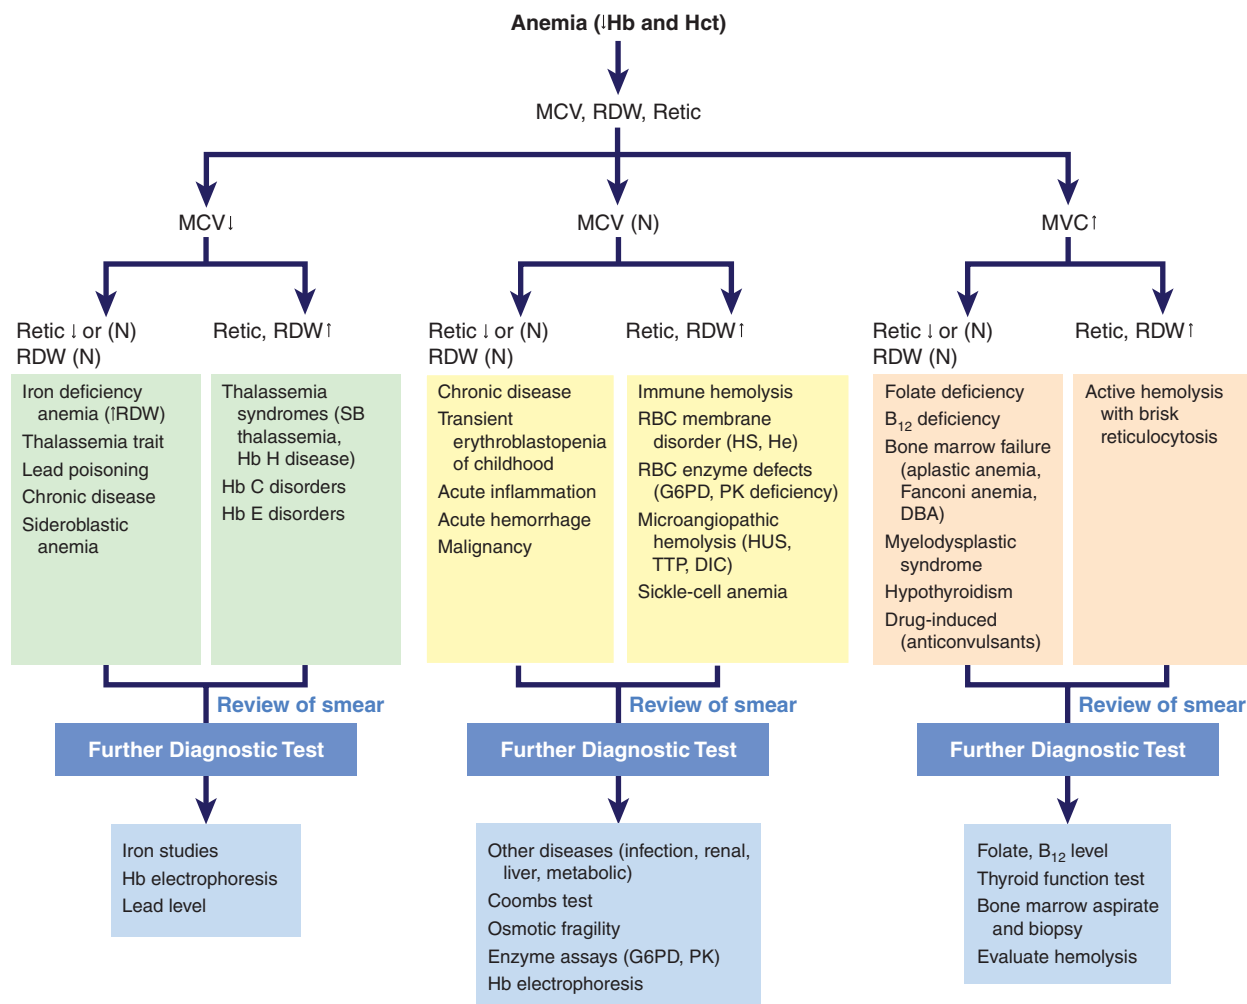 Anemia (↓Hb and Hct)
MCV, RDW, Retic
MCV↓
MCV (N)
MVC↑
Retic ↓ or (N)
RDW (N)
Retic, RDW↑
Retic ↓ or (N)
RDW (N)
Retic, RDW↑
Retic ↓ or (N)
RDW (N)
Retic, RDW↑
Iron deficiency
anemia (↑RDW)
Thalassemia trait
Lead poisoning
Chronic disease
Sideroblastic
anemia
Thalassemia
syndromes (SB
thalassemia,
Hb H disease)
Hb C disorders
Hb E disorders
Chronic disease
Transient
erythroblastopenia
of childhood
Acute inflammation
Acute hemorrhage
Malignancy
Immune hemolysis
RBC membrane
disorder (HS, He)
RBC enzyme defects
(G6PD, PK deficiency)
Microangiopathic
hemolysis (HUS,
TTP, DIC)
Sickle-cell anemia
Folate deficiency
B12 deficiency
Bone marrow failure
(aplastic anemia,
Fanconi anemia,
DBA)
Myelodysplastic
syndrome
Hypothyroidism
Drug-induced
(anticonvulsants)
Active hemolysis
with brisk
reticulocytosis
Review of smear
Review of smear
Review of smear
Further Diagnostic Test
Further Diagnostic Test
Further Diagnostic Test
Iron studies
Hb electrophoresis
Lead level
Other diseases (infection, renal,
liver, metabolic)
Coombs test
Osmotic fragility
Enzyme assays (G6PD, PK)
Hb electrophoresis
Folate, B12 level
Thyroid function test
Bone marrow aspirate
and biopsy
Evaluate hemolysis